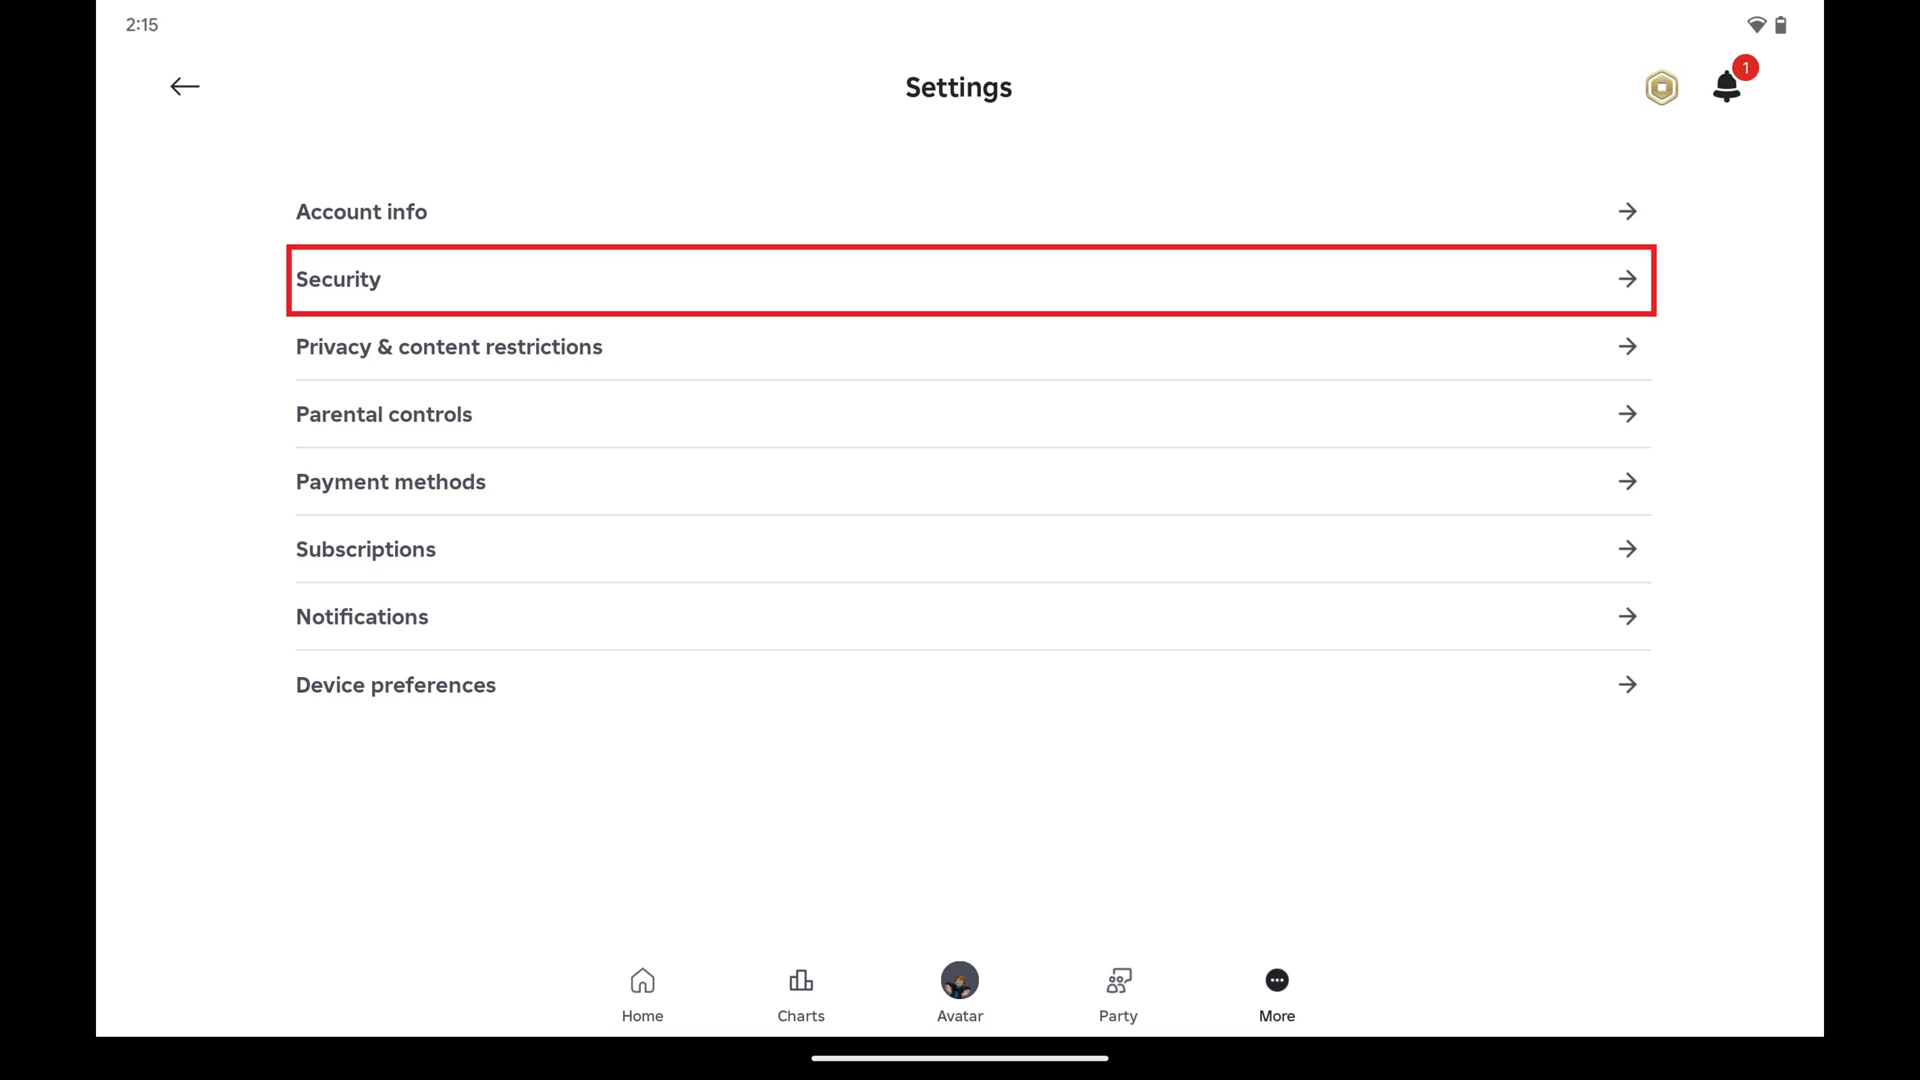 2:15
Settings
1
Account info
Security
Privacy & content restrictions
Parental controls
Payment methods
Subscriptions
Notifications
Device preferences
Home
Charts
Avatar
Party
More